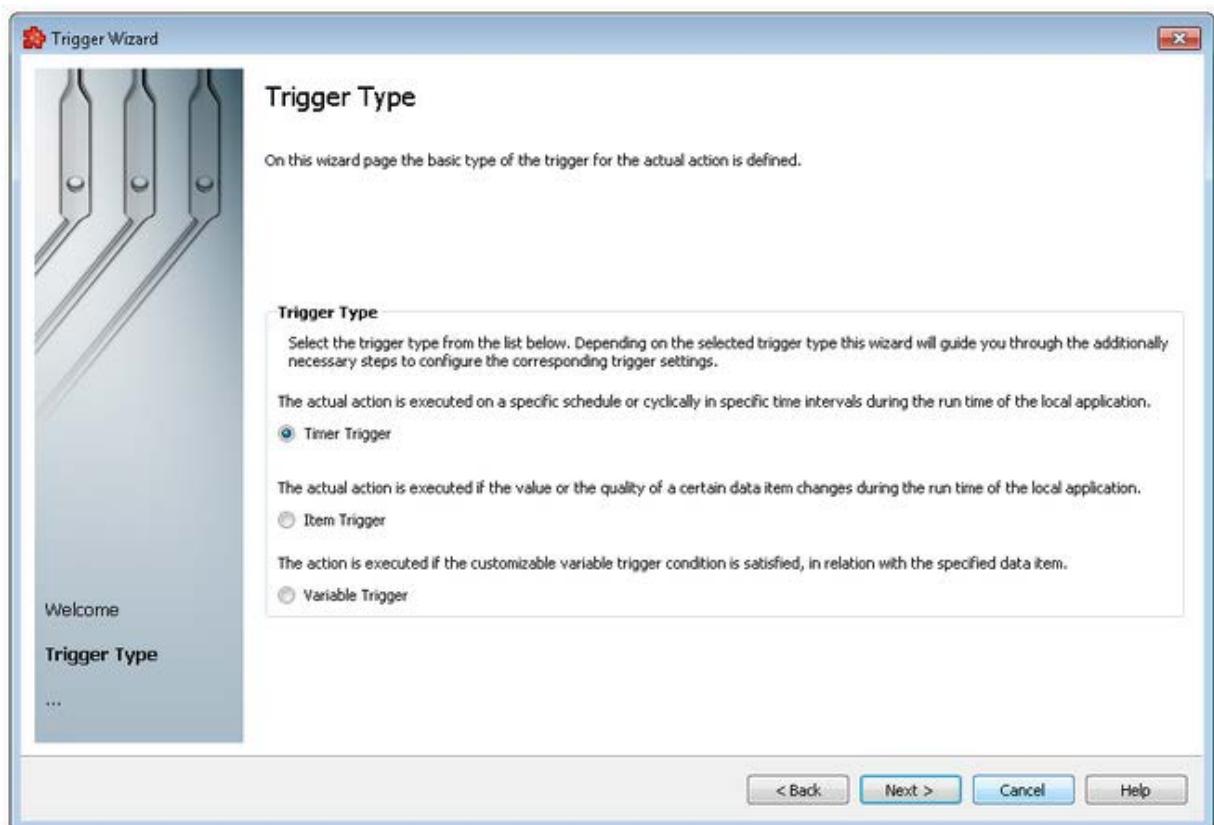 Trigger Wizard
Trigger Type
On this wizard page the basic type of the trigger for the actual action is defined.
Trigger Type
Select the trigger type from the list below. Depending on the selected trigger type this wizard will guide you through the additionally
necessary steps to configure the corresponding trigger settings.
The actual action is executed on a specific schedule or cyclically in specific time intervals during the run time of the local application.
Timer Trigger
The actual action is executed if the value or the quality of a certain data item changes during the run time of the local application.
Item Trigger
The action is executed if the customizable variable trigger condition is satisfied, in relation with the specified data item.
Variable Trigger
Welcome
Trigger Type
...
< Back Next > Cancel Help